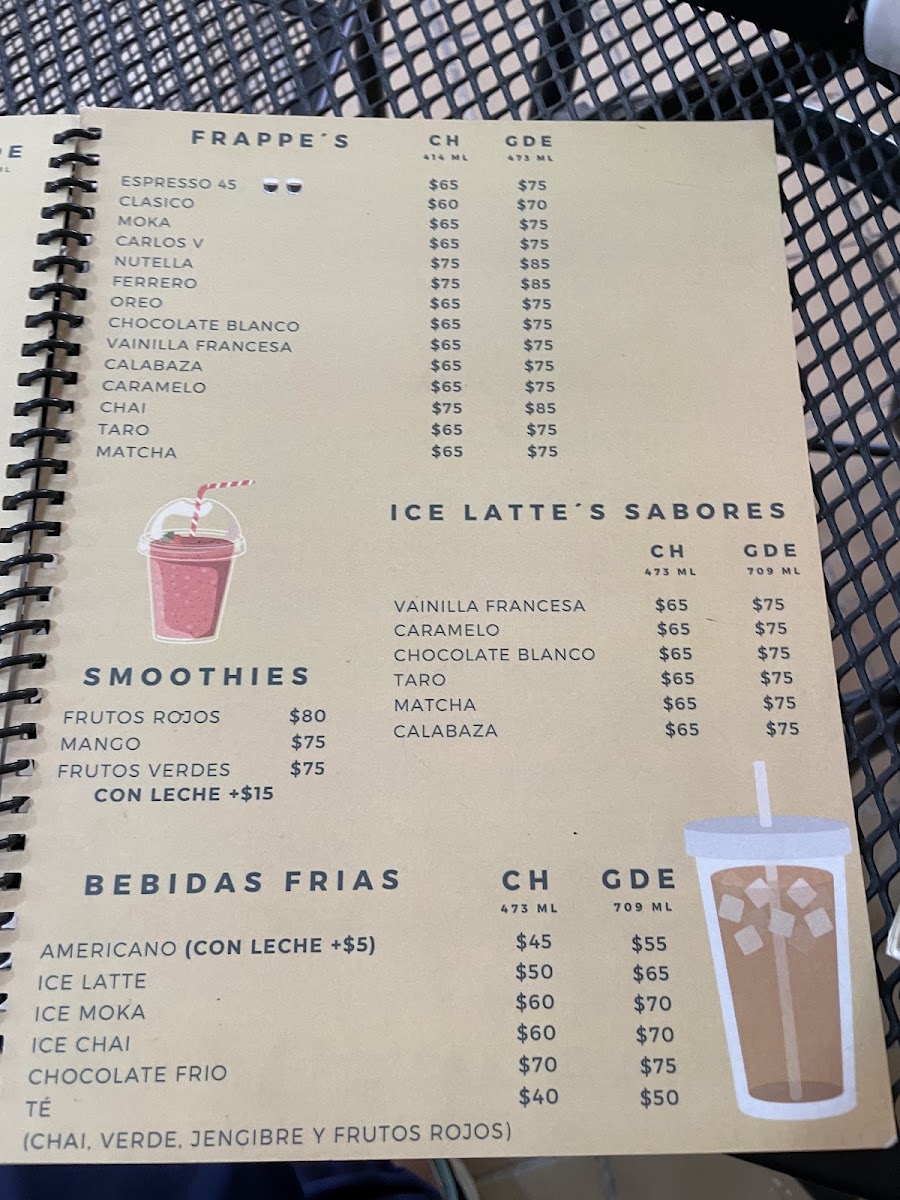 E
FRAPPE´S CH GDE
414 ML 473 ML
ESPRESSO 45 $65 $75
CLASICO $60 $70
MOKA $65 $75
CARLOS V $65 $75
NUTELLA $75 $85
FERRERO $75 $85
OREO $65 $75
CHOCOLATE BLANCO $65 $75
VAINILLA FRANCESA $65 $75
CALABAZA $65 $75
CARAMELO $65 $75
CHAI $75 $85
TARO $65 $75
MATCHA $65 $75
ICE LATTE´S SABORES
CH GDE
473 ML 709 ML
VAINILLA FRANCESA $65 $75
CARAMELO $65 $75
CHOCOLATE BLANCO $65 $75
TARO $65 $75
MATCHA $65 $75
CALABAZA $65 $75
SMOOTHIES
FRUTOS ROJOS $80
MANGO $75
FRUTOS VERDES $75
CON LECHE +$15
BEBIDAS FRIAS CH GDE
473 ML 709 ML
AMERICANO (CON LECHE +$5) $45 $55
ICE LATTE $50 $65
ICE MOKA $60 $70
ICE CHAI $60 $70
CHOCOLATE FRIO $70 $75
TÉ $40 $50
(CHAI, VERDE, JENGIBRE Y FRUTOS ROJOS)